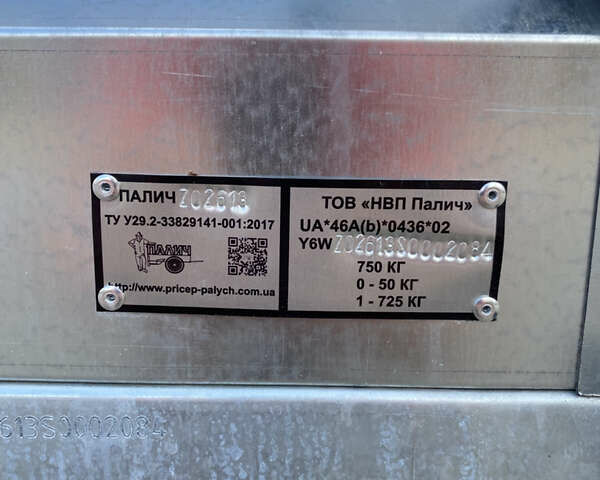 ПАЛИЧ Z02613
ТУ У29.2-33829141-001:2017
ПАЛИЧ
http://www.pricep-palych.com.ua
ТОВ «НВП Палич»
UA*46A(b)*0436*02
Y6WZ02613S0002084
750 КГ
0 - 50 КГ
1 - 725 КГ
613S0002084